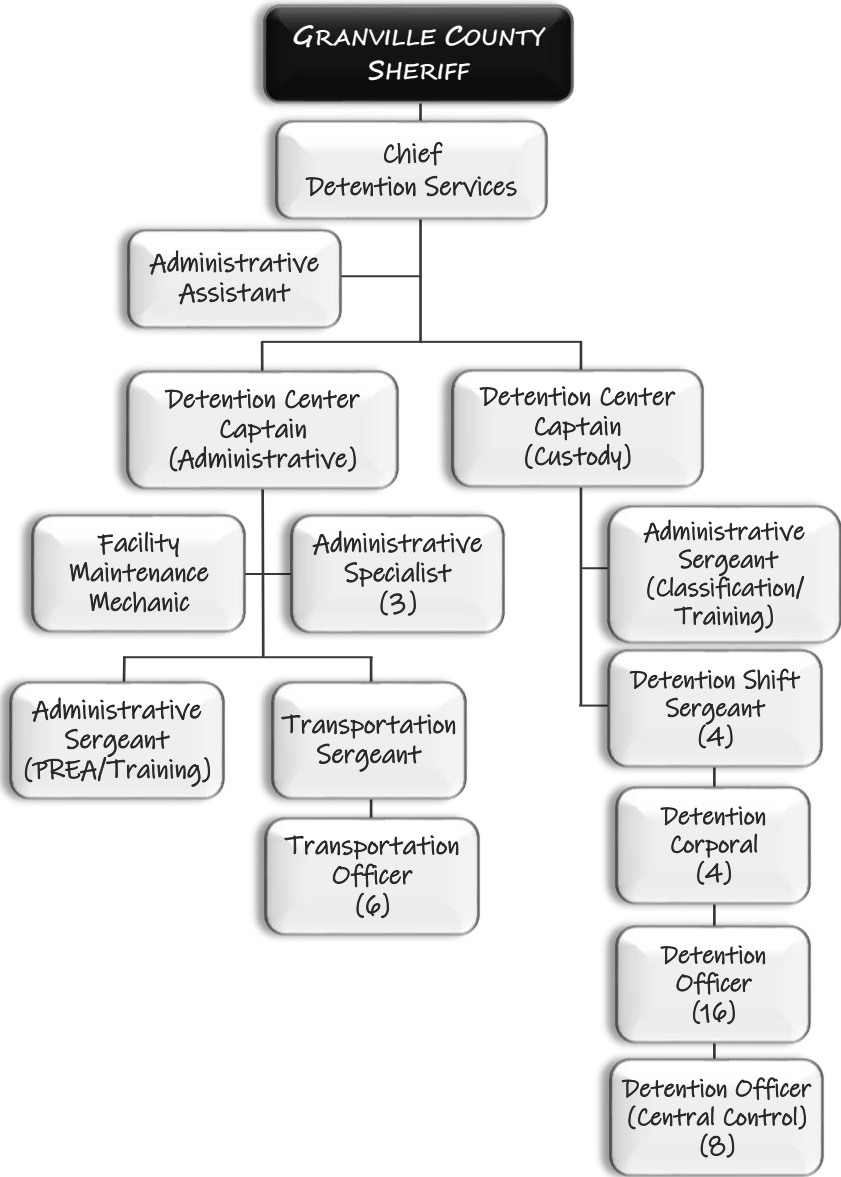 GRANVILLE COUNTY
SHERIFF
Chief
Detention Services
Administrative
Assistant
Detention Center
Captain
(Administrative)
Detention Center
Captain
(Custody)
Facility
Maintenance
Mechanic
Administrative
Specialist
(3)
Administrative
Sergeant
(Classification/
Training)
Administrative
Sergeant
(PREA/Training)
Transportation
Sergeant
Detention Shift
Sergeant
(4)
Transportation
Officer
(6)
Detention
Corporal
(4)
Detention
Officer
(16)
Detention Officer
(Central Control)
(8)